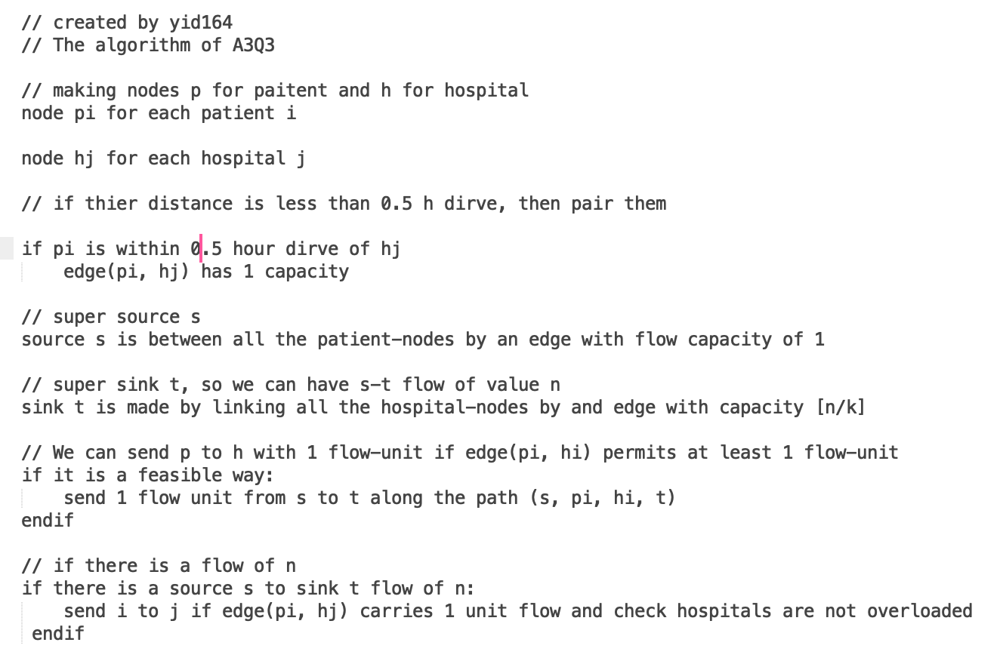 // created by yid164
// The algorithm of A3Q3
// making nodes p for paitent and h for hospital
node pi for each patient i
node hj for each hospital j
// if thier distance is less than 0.5 h dirve, then pair them
if pi is within 0.5 hour dirve of hj
edge(pi, hj) has 1 capacity
// super source s
source s is between all the patient-nodes by an edge with flow capacity of 1
// super sink t, so we can have s-t flow of value n
sink t is made by linking all the hospital-nodes by and edge with capacity [n/k]
// We can send p to h with 1 flow-unit if edge(pi, hi) permits at least 1 flow-unit
if it is a feasible way:
send 1 flow unit from s to t along the path (s, pi, hi, t)
endif
// if there is a flow of n
if there is a source s to sink t flow of n:
send i to j if edge(pi, hj) carries 1 unit flow and check hospitals are not overloaded
endif